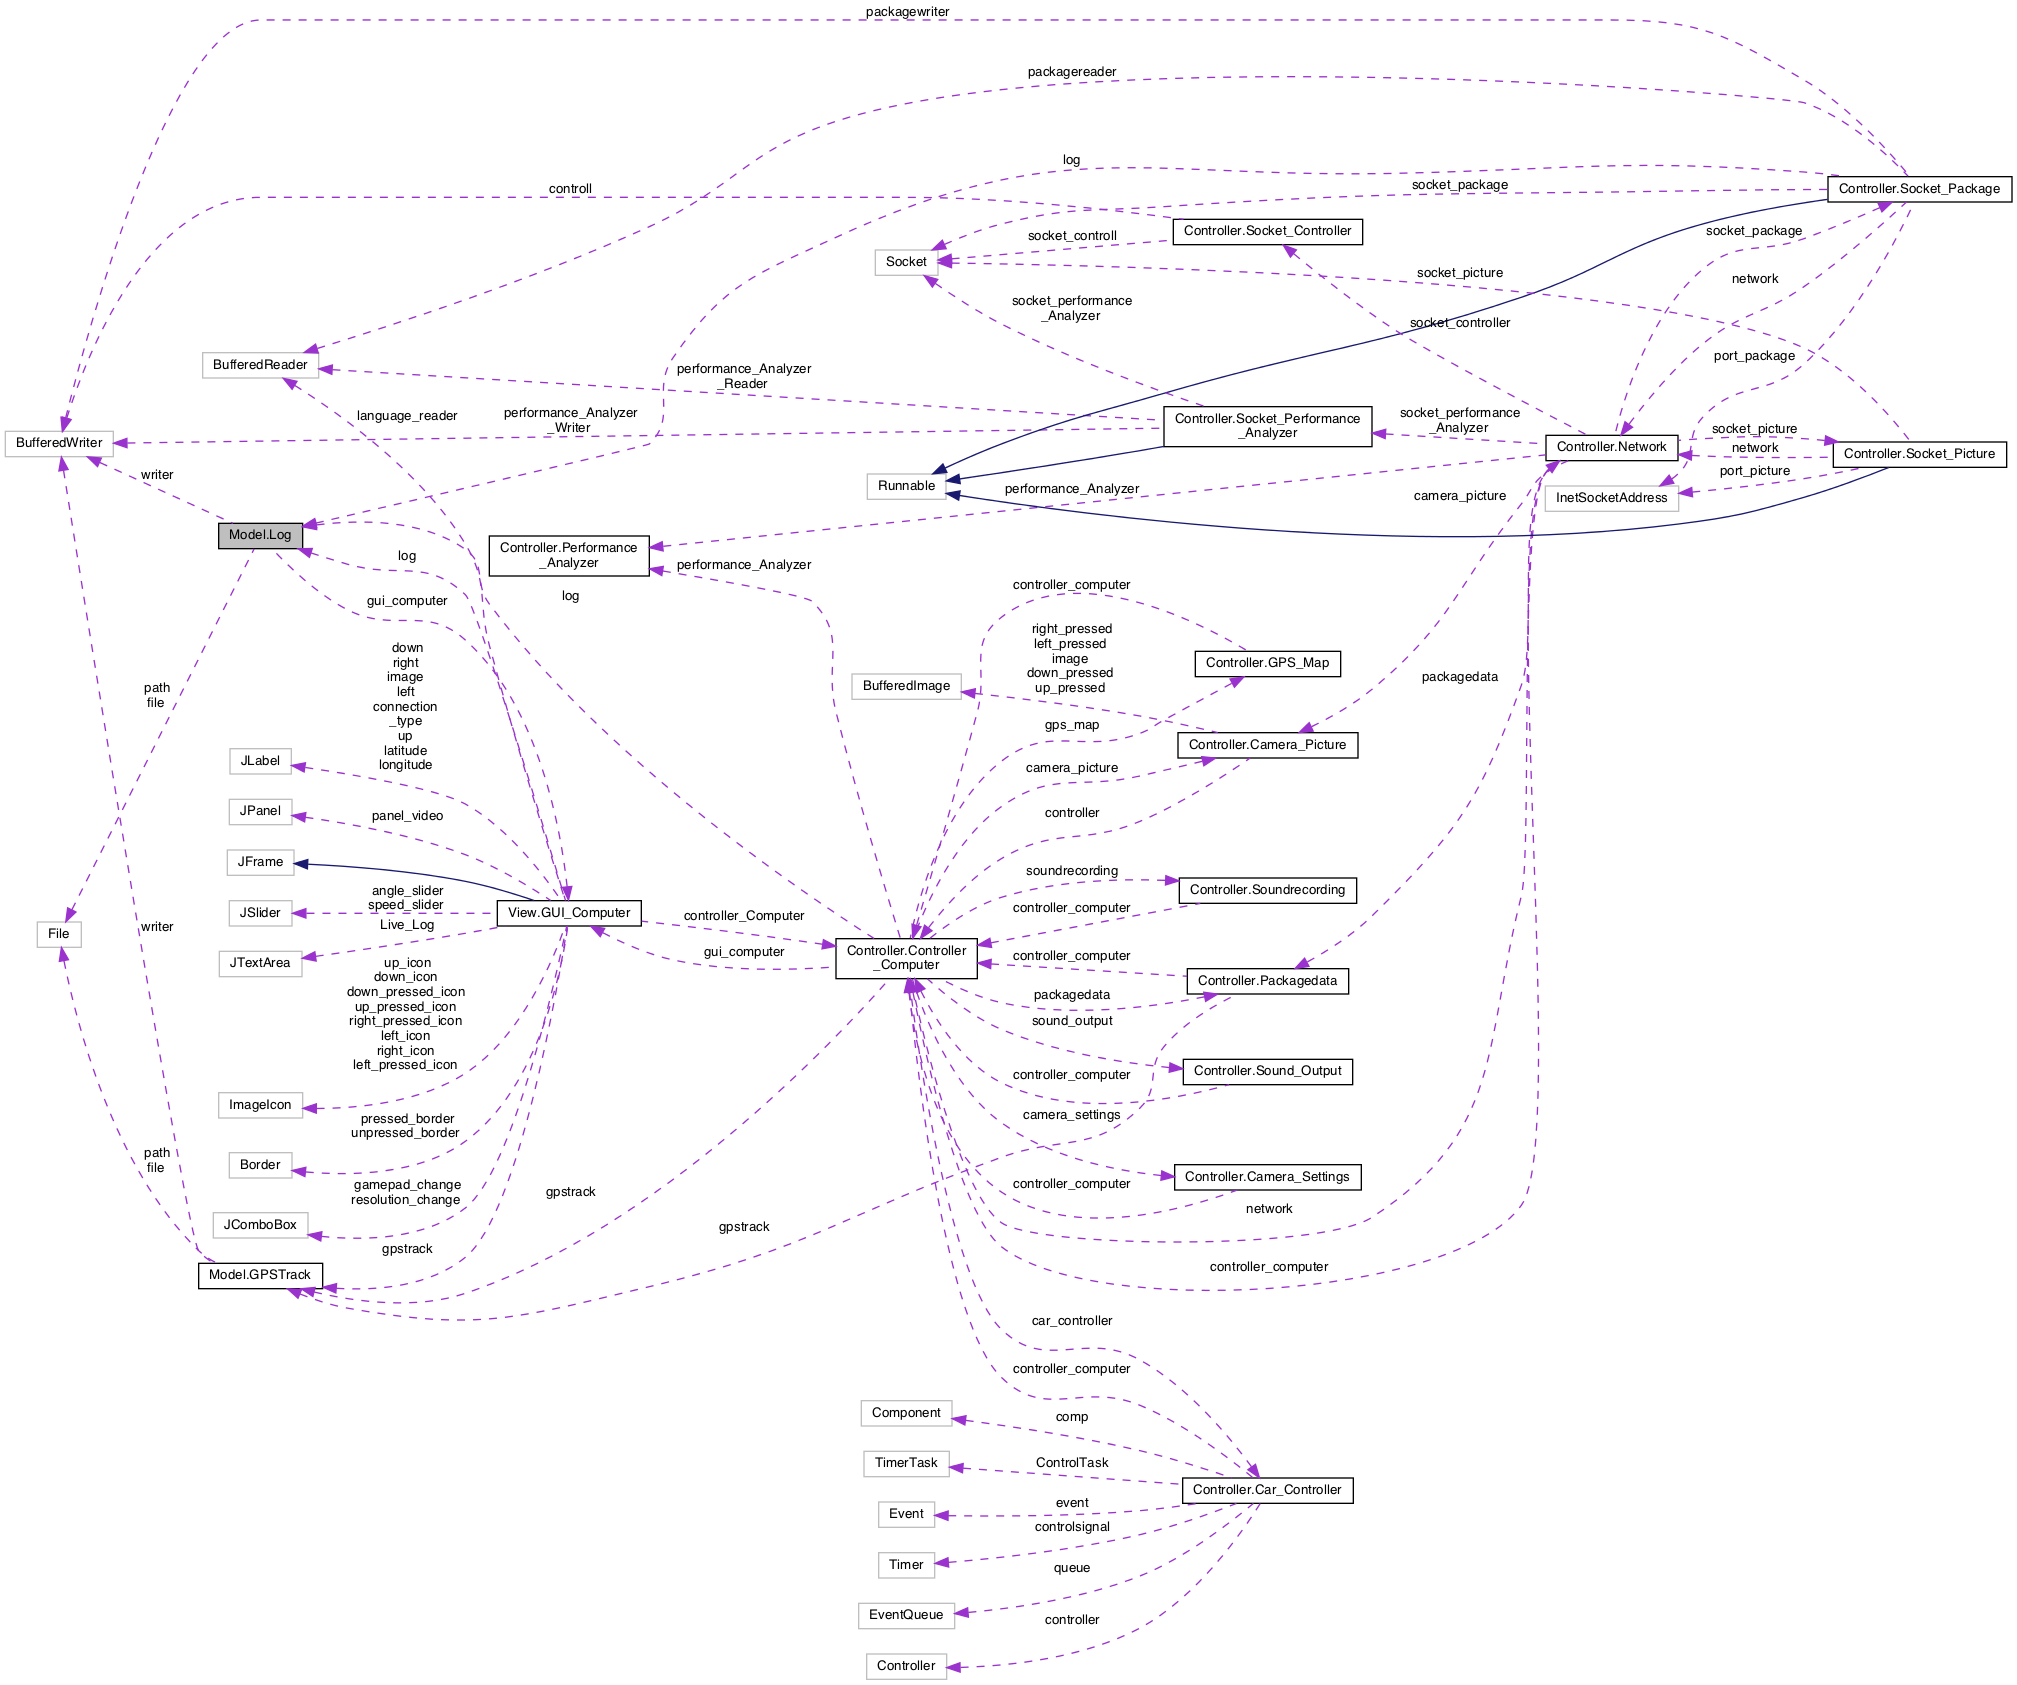 packagewriter
packagereader
log
controll
socket_package
Controller.Socket_Package
Controller.Socket_Controller
socket_controll
socket_package
Socket
socket_picture
network
socket_performance
_Analyzer
socket_controller
port_package
BufferedReader
performance_Analyzer
_Reader
language_reader
performance_Analyzer
_Writer
Controller.Socket_Performance
_Analyzer
socket_performance
_Analyzer
socket_picture
BufferedWriter
Controller.Network
network
Controller.Socket_Picture
writer
port_picture
Runnable
performance_Analyzer
camera_picture
InetSocketAddress
Model.Log
Controller.Performance
_Analyzer
log
performance_Analyzer
controller_computer
log
gui_computer
right_pressed
left_pressed
image
down_pressed
up_pressed
down
right
image
left
connection
_type
up
latitude
longitude
Controller.GPS_Map
packagedata
BufferedImage
path
file
gps_map
Controller.Camera_Picture
JLabel
camera_picture
JPanel
panel_video
controller
JFrame
soundrecording
Controller.Soundrecording
angle_slider
speed_slider
JSlider
View.GUI_Computer
controller_Computer
controller_computer
Live_Log
File
writer
gui_computer
Controller.Controller
_Computer
controller_computer
JTextArea
up_icon
down_icon
down_pressed_icon
up_pressed_icon
right_pressed_icon
left_icon
right_icon
left_pressed_icon
Controller.Packagedata
packagedata
sound_output
Controller.Sound_Output
controller_computer
ImageIcon
pressed_border
unpressed_border
camera_settings
path
file
Border
Controller.Camera_Settings
gamepad_change
resolution_change
controller_computer
gpstrack
network
JComboBox
gpstrack
gpstrack
controller_computer
Model.GPSTrack
car_controller
controller_computer
Component
comp
TimerTask
ControlTask
Controller.Car_Controller
event
Event
controlsignal
Timer
queue
EventQueue
controller
Controller